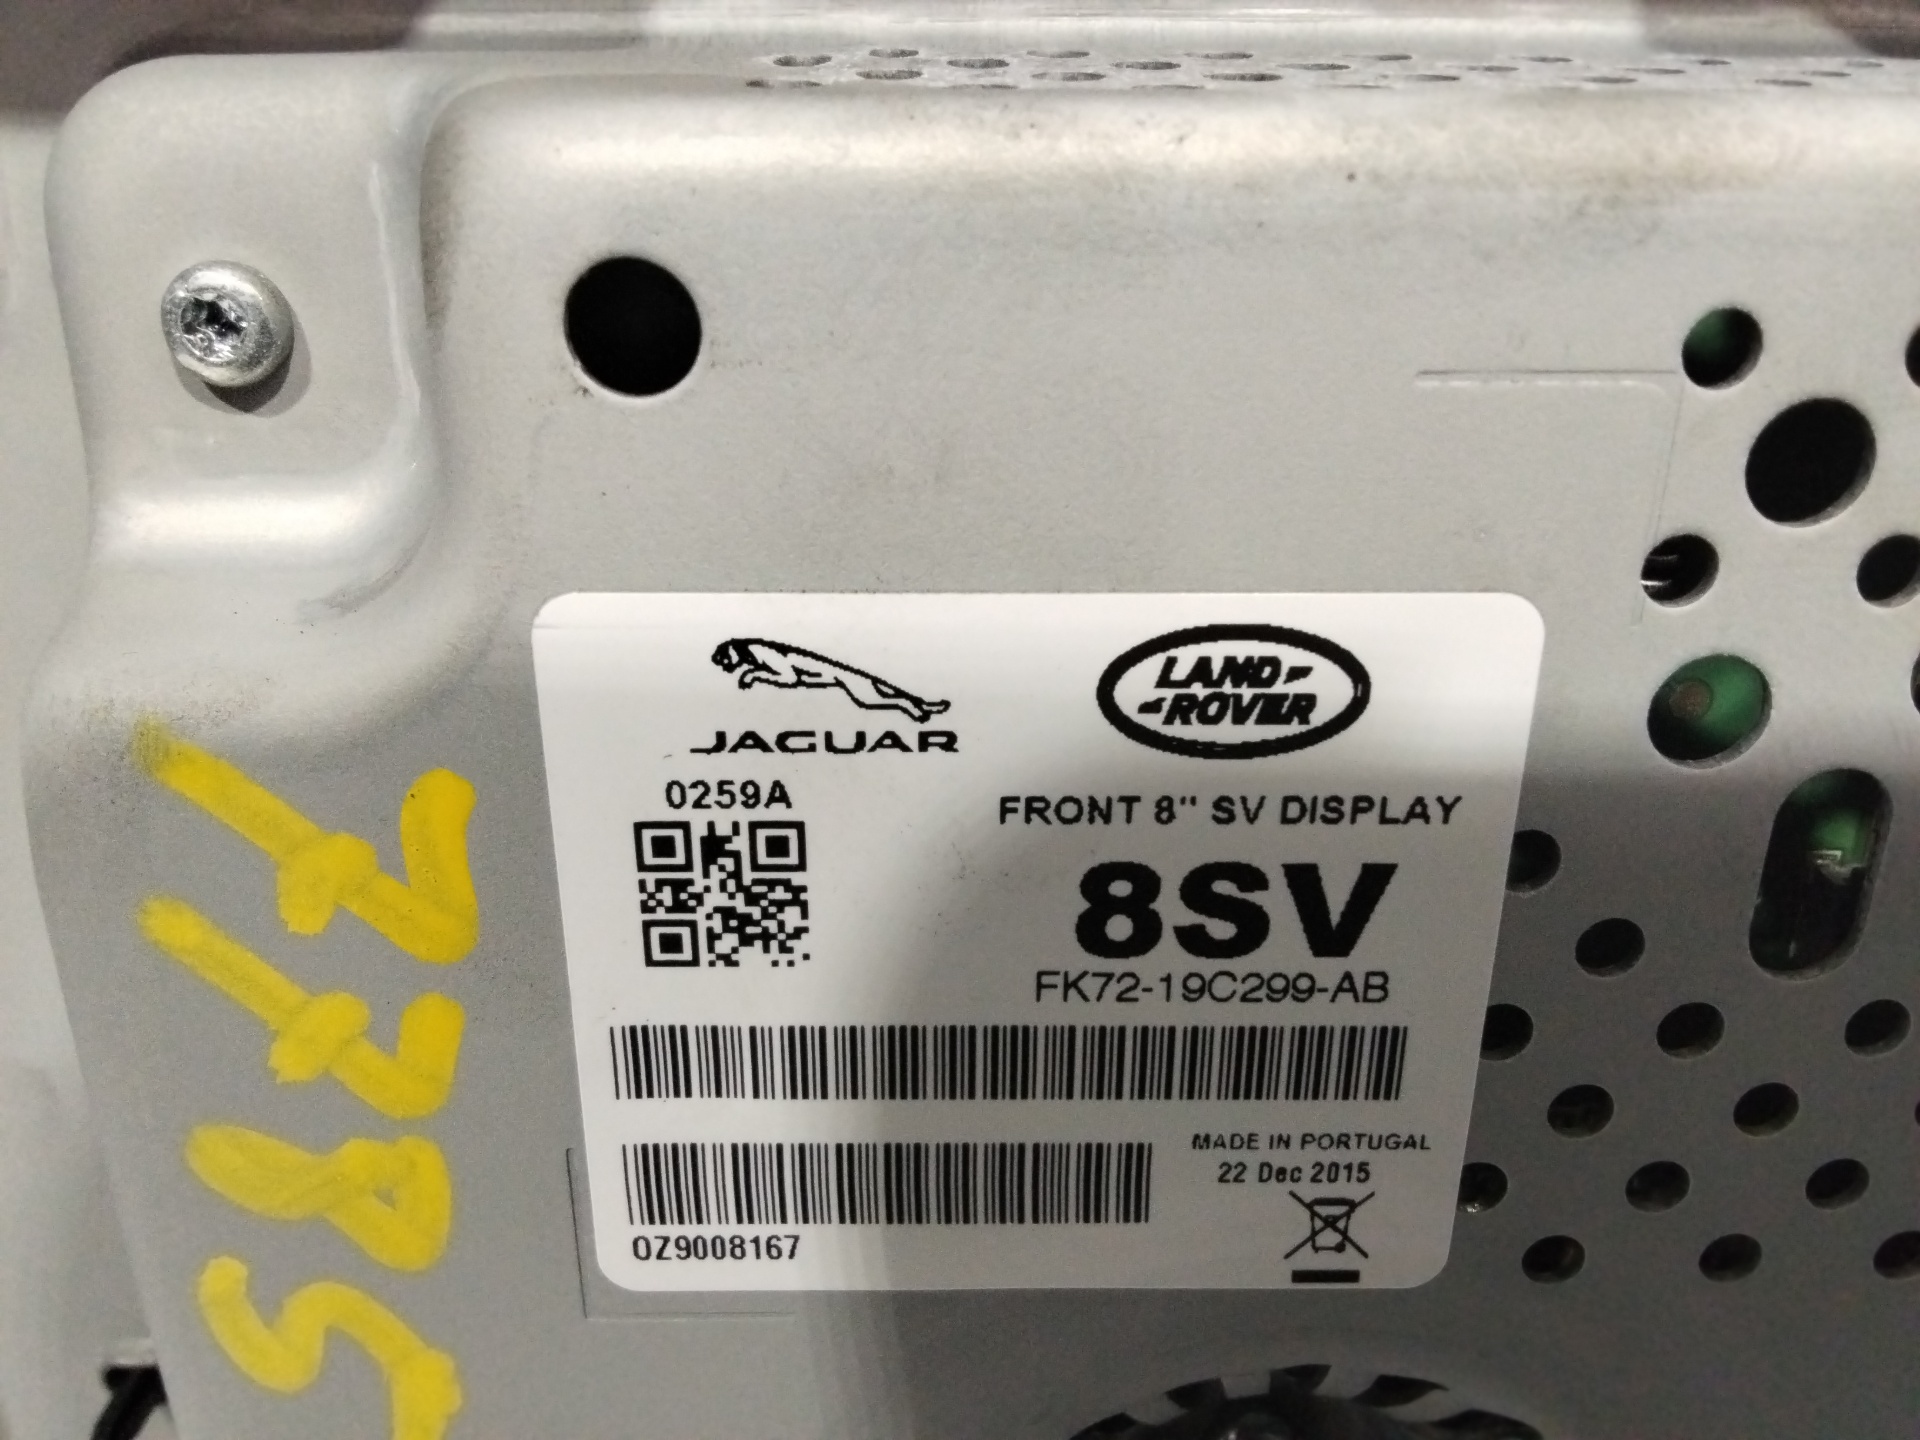 JAGUAR
LAND ROVER
0259A
FRONT 8" SV DISPLAY
8SV
FK72-19C299-AB
MADE IN PORTUGAL
22 Dec 2015
0Z9008167
7785